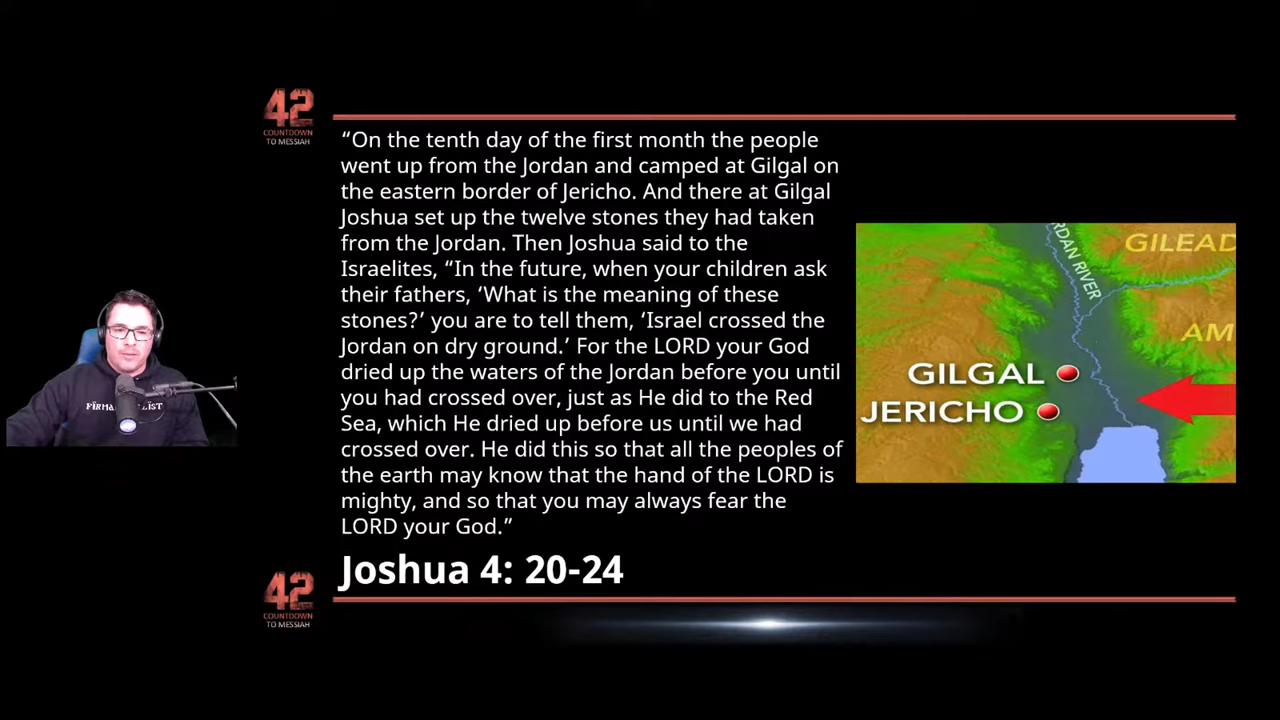 42
COUNTDOWN
TO MESSIAH
“On the tenth day of the first month the people
went up from the Jordan and camped at Gilgal on
the eastern border of Jericho. And there at Gilgal
Joshua set up the twelve stones they had taken
from the Jordan. Then Joshua said to the
Israelites, “In the future, when your children ask
their fathers, ‘What is the meaning of these
stones?’ you are to tell them, ‘Israel crossed the
Jordan on dry ground.’ For the LORD your God
dried up the waters of the Jordan before you until
you had crossed over, just as He did to the Red
Sea, which He dried up before us until we had
crossed over. He did this so that all the peoples of
the earth may know that the hand of the LORD is
mighty, and so that you may always fear the
LORD your God.”
Joshua 4: 20-24
RDAN RIVER
GILEAD
AM
GILGAL
JERICHO
42
COUNTDOWN
TO MESSIAH